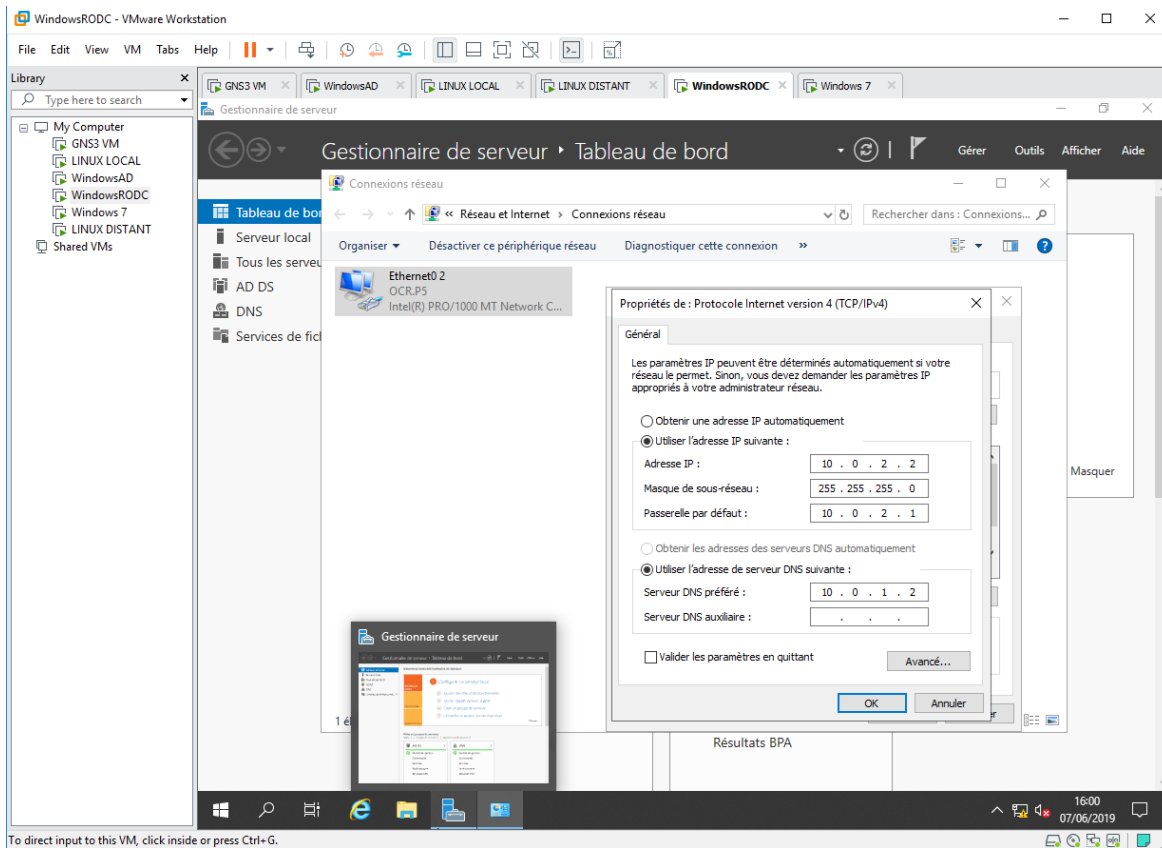 WindowsRODC - VMware Workstation
File Edit View VM Tabs Help
Library
Type here to search
My Computer
GNS3 VM
LINUX LOCAL
WindowsAD
WindowsRODC
Windows 7
LINUX DISTANT
Shared VMs
GNS3 VM WindowsAD LINUX LOCAL LINUX DISTANT WindowsRODC Windows 7
Gestionnaire de serveur
Gestionnaire de serveur Tableau de bord
Gérer Outils Afficher Aide
Tableau de bor
Serveur local
Tous les serveu
AD DS
DNS
Services de fic
Connexions réseau
« Réseau et Internet › Connexions réseau
Rechercher dans : Connexions...
Organiser Désactiver ce périphérique réseau Diagnostiquer cette connexion »
Ethernet0 2
OCR.P5
Intel(R) PRO/1000 MT Network C...
Propriétés de : Protocole Internet version 4 (TCP/IPv4)
Général
Les paramètres IP peuvent être déterminés automatiquement si votre
réseau le permet. Sinon, vous devez demander les paramètres IP
appropriés à votre administrateur réseau.
Obtenir une adresse IP automatiquement
Utiliser l'adresse IP suivante :
Adresse IP : 10 . 0 . 2 . 2
Masque de sous-réseau : 255 . 255 . 255 . 0
Passerelle par défaut : 10 . 0 . 2 . 1
Obtenir les adresses des serveurs DNS automatiquement
Utiliser l'adresse de serveur DNS suivante :
Serveur DNS préféré : 10 . 0 . 1 . 2
Serveur DNS auxiliaire : . . .
Valider les paramètres en quittant
Avancé...
OK Annuler
Masquer
Gestionnaire de serveur
1 él
Résultats BPA
16:00
07/06/2019
To direct input to this VM, click inside or press Ctrl+G.